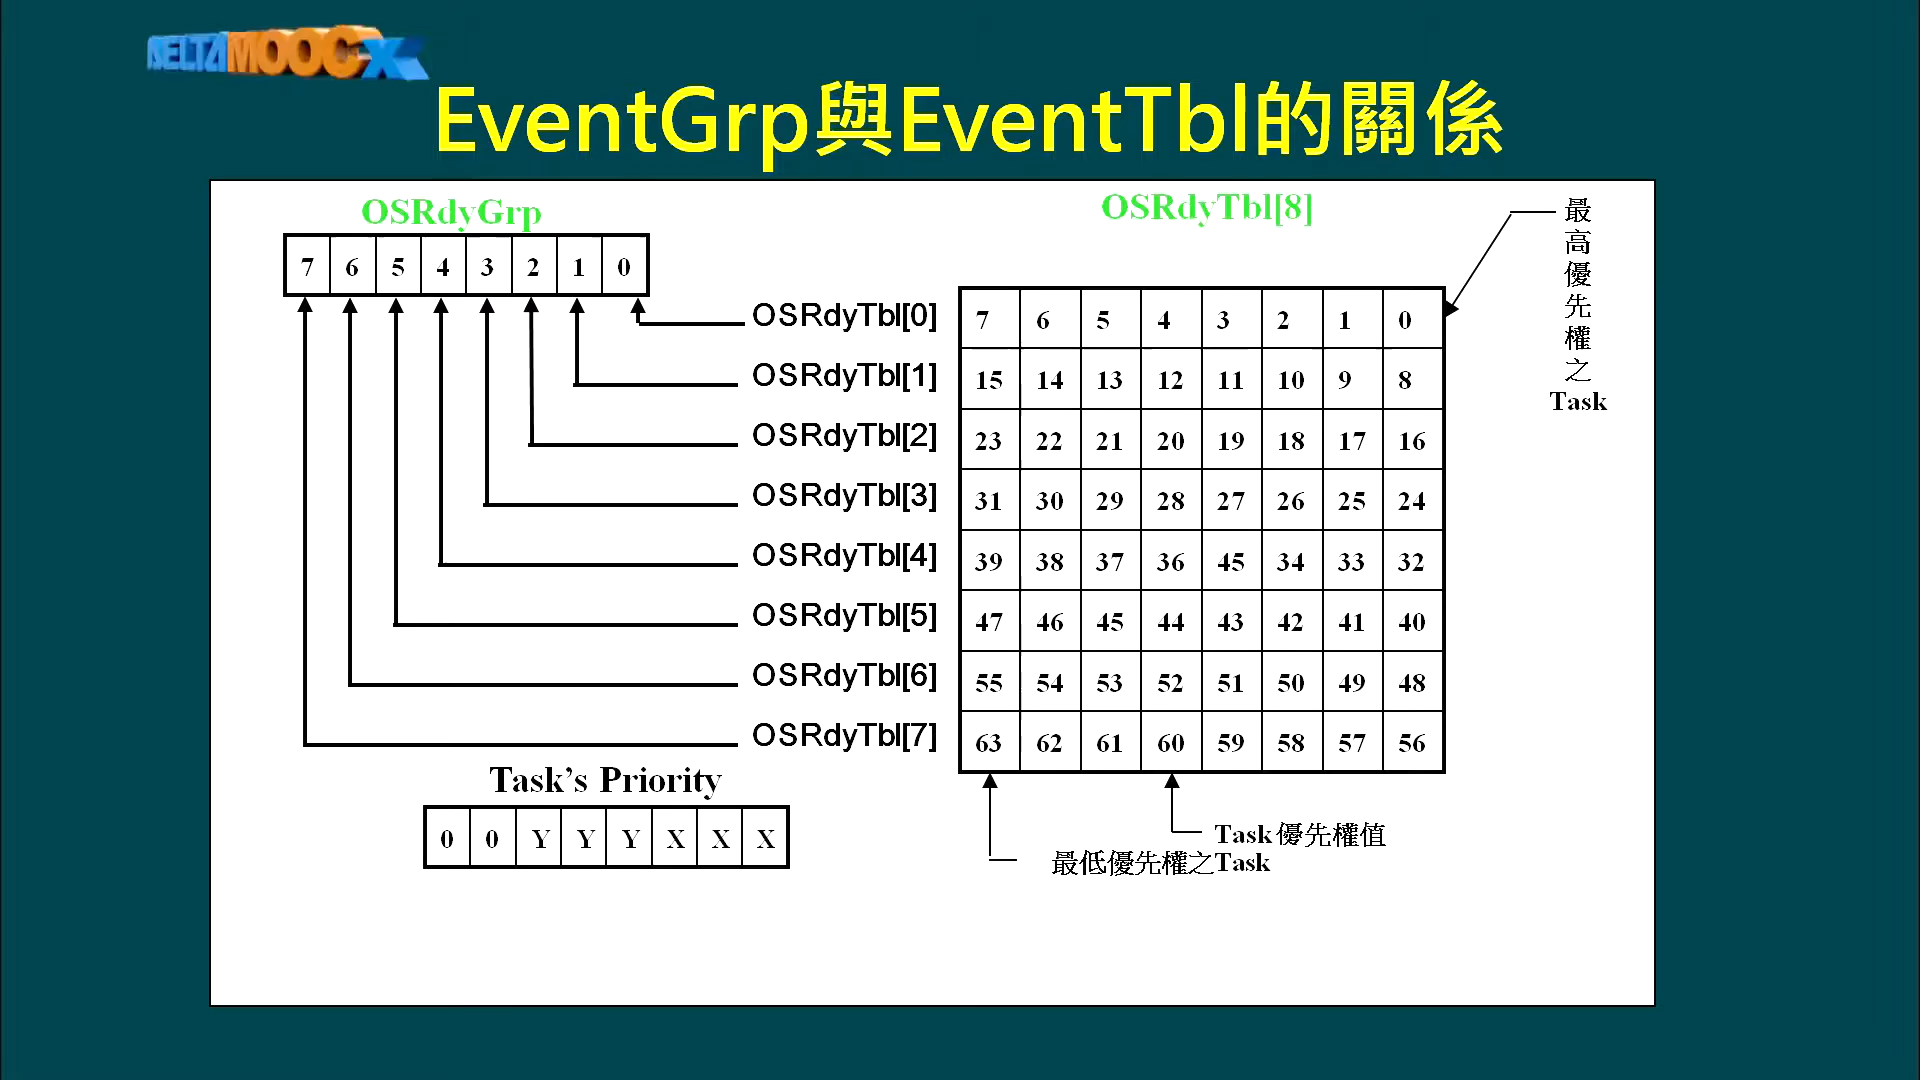 DELTAMOOCX
EventGrp與EventTbl的關係
OSRdyGrp
7 6 5 4 3 2 1 0
OSRdyTbl[8]
最高優先權之Task
OSRdyTbl[0] 7 6 5 4 3 2 1 0
OSRdyTbl[1] 15 14 13 12 11 10 9 8
OSRdyTbl[2] 23 22 21 20 19 18 17 16
OSRdyTbl[3] 31 30 29 28 27 26 25 24
OSRdyTbl[4] 39 38 37 36 45 34 33 32
OSRdyTbl[5] 47 46 45 44 43 42 41 40
OSRdyTbl[6] 55 54 53 52 51 50 49 48
OSRdyTbl[7] 63 62 61 60 59 58 57 56
Task's Priority
0 0 Y Y Y X X X
Task優先權值
最低優先權之Task